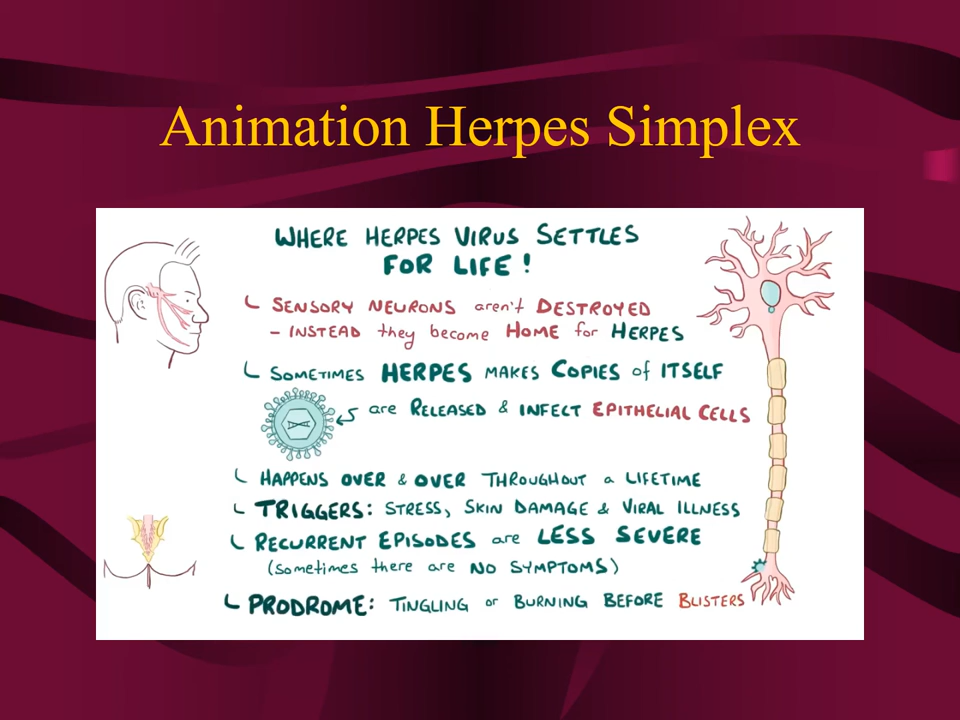 Animation Herpes Simplex
WHERE HERPES VIRUS SETTLES
FOR LIFE!
SENSORY NEURONS aren't DESTROYED
- INSTEAD they become HOME for HERPES
SOMETIMES HERPES MAKES COPIES of ITSELF
are RELEASED & INFECT EPITHELIAL CELLS
HAPPENS OVER & OVER THROUGHOUT a LIFETIME
TRIGGERS: STRESS, SKIN DAMAGE & VIRAL ILLNESS
RECURRENT EPISODES are LESS SEVERE
(sometimes there are NO SYMPTOMS)
PRODROME: TINGLING or BURNING BEFORE BLISTERS